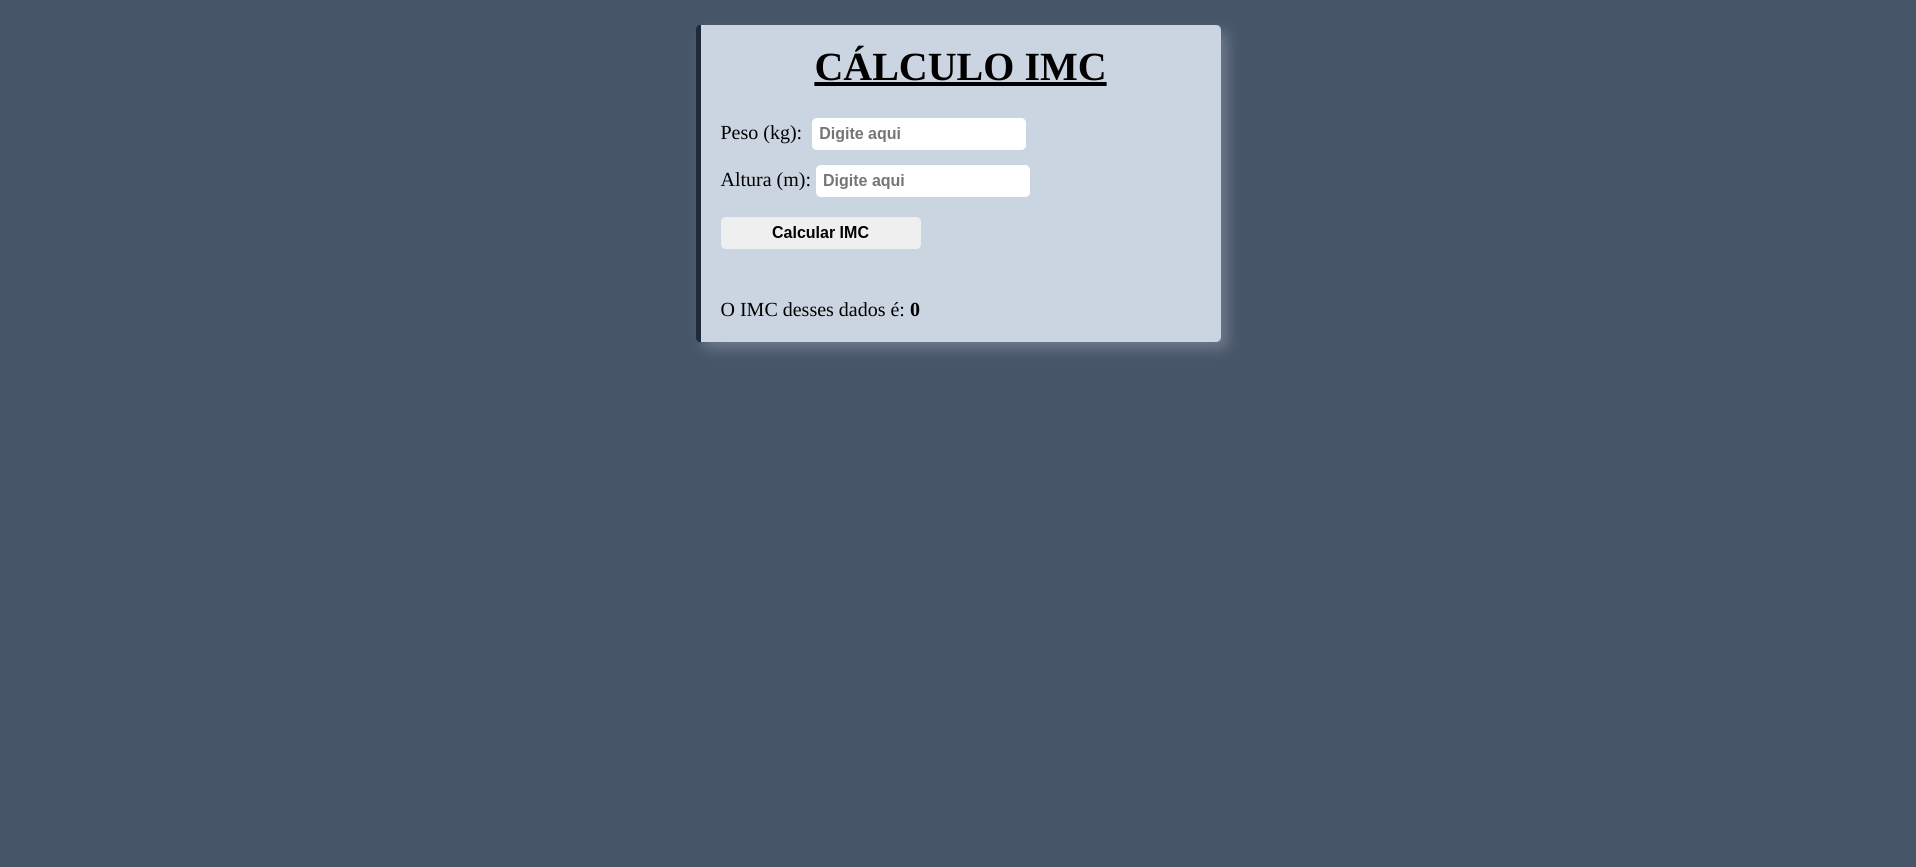 CÁLCULO IMC
Peso (kg): Digite aqui
Altura (m): Digite aqui
Calcular IMC
O IMC desses dados é: 0